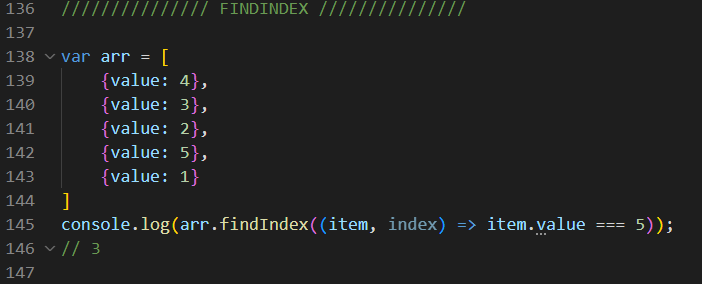 136 /////////////// FINDINDEX ///////////////
137
138 var arr = [
139     {value: 4},
140     {value: 3},
141     {value: 2},
142     {value: 5},
143     {value: 1}
144 ]
145 console.log(arr.findIndex((item, index) => item.value === 5));
146 // 3
147